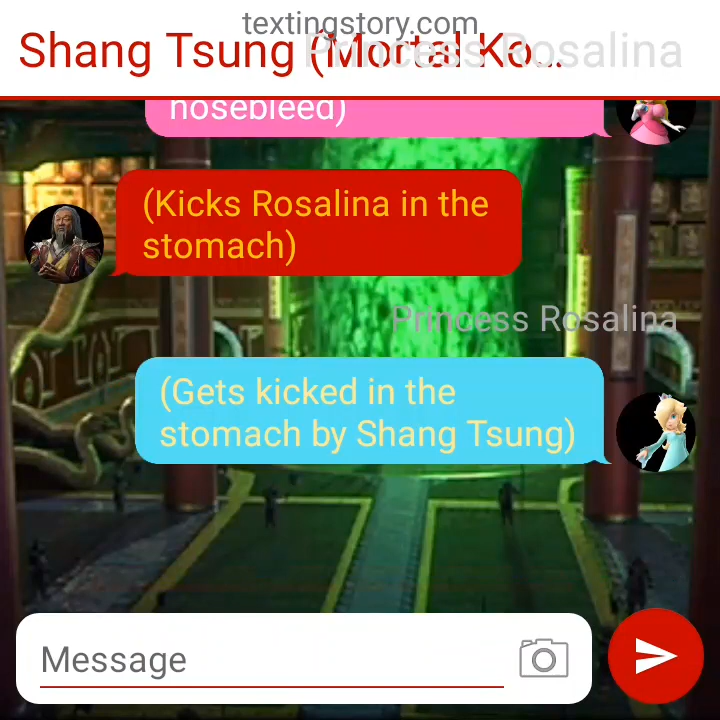 textingstory.com
Shang Tsung (Mortal Ko...
Princess Rosalina
nosebleed)
(Kicks Rosalina in the
stomach)
Princess Rosalina
(Gets kicked in the
stomach by Shang Tsung)
Message